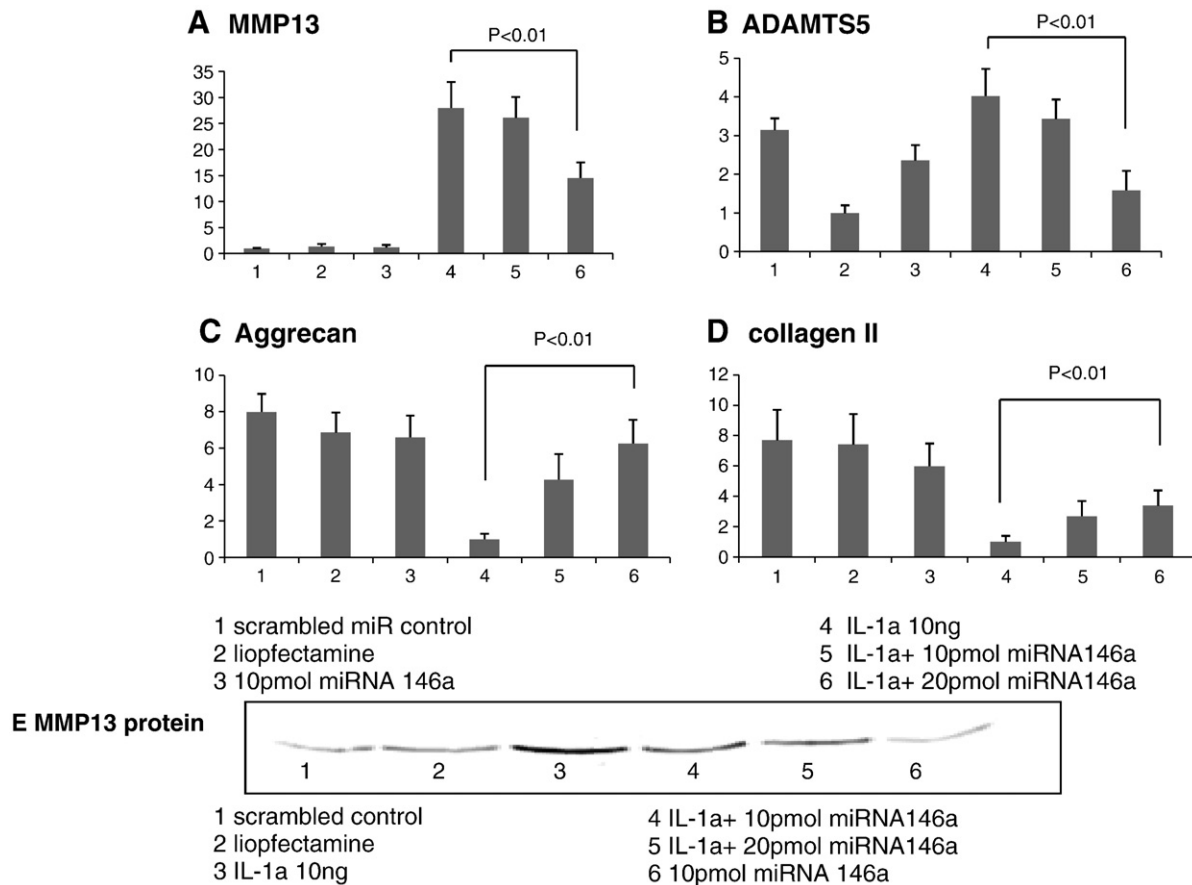 A MMP13
P<0.01
35
30
25
20
15
10
5
0
1 2 3 4 5 6
B ADAMTS5
P<0.01
5
4
3
2
1
0
1 2 3 4 5 6
C Aggrecan
P<0.01
10
8
6
4
2
0
1 2 3 4 5 6
D collagen II
P<0.01
12
10
8
6
4
2
0
1 2 3 4 5 6
1 scrambled miR control
2 liopfectamine
3 10pmol miRNA 146a
4 IL-1a 10ng
5 IL-1a+ 10pmol miRNA146a
6 IL-1a+ 20pmol miRNA146a
E MMP13 protein
1 2 3 4 5 6
1 scrambled control
2 liopfectamine
3 IL-1a 10ng
4 IL-1a+ 10pmol miRNA146a
5 IL-1a+ 20pmol miRNA146a
6 10pmol miRNA 146a